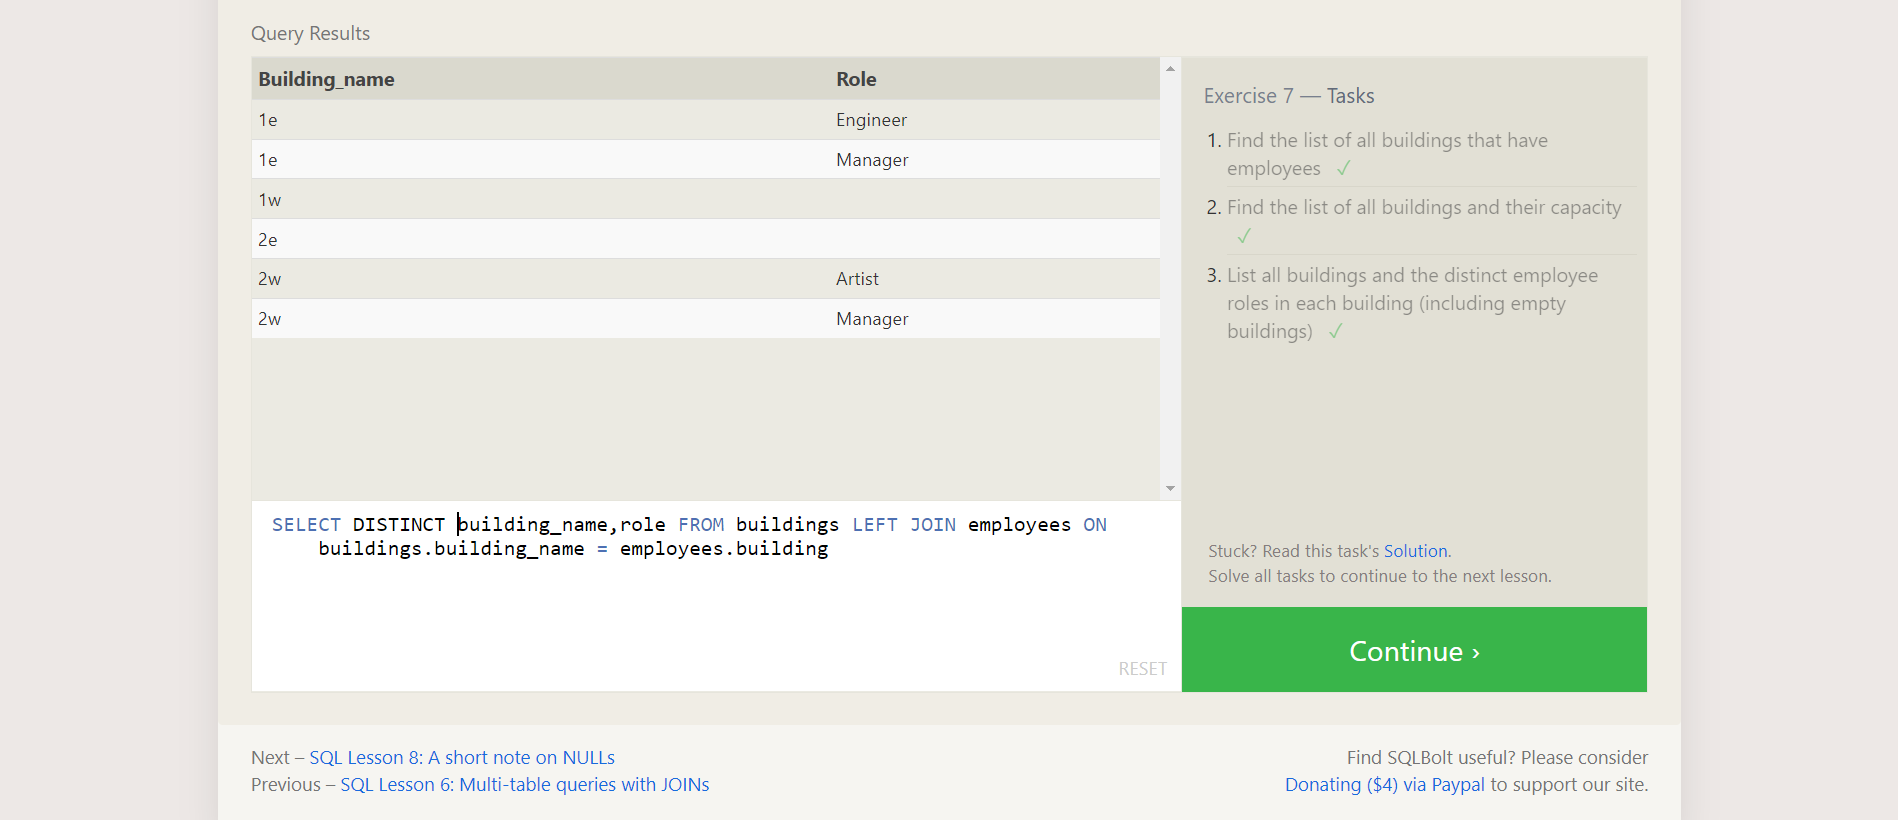 Query Results
Building_name Role
1e Engineer
1e Manager
1w
2e
2w Artist
2w Manager
SELECT DISTINCT building_name,role FROM buildings LEFT JOIN employees ON
buildings.building_name = employees.building
RESET
Exercise 7 — Tasks
1. Find the list of all buildings that have
employees ✓
2. Find the list of all buildings and their capacity
✓
3. List all buildings and the distinct employee
roles in each building (including empty
buildings) ✓
Stuck? Read this task's Solution.
Solve all tasks to continue to the next lesson.
Continue ›
Next – SQL Lesson 8: A short note on NULLs
Previous – SQL Lesson 6: Multi-table queries with JOINs
Find SQLBolt useful? Please consider
Donating ($4) via Paypal to support our site.